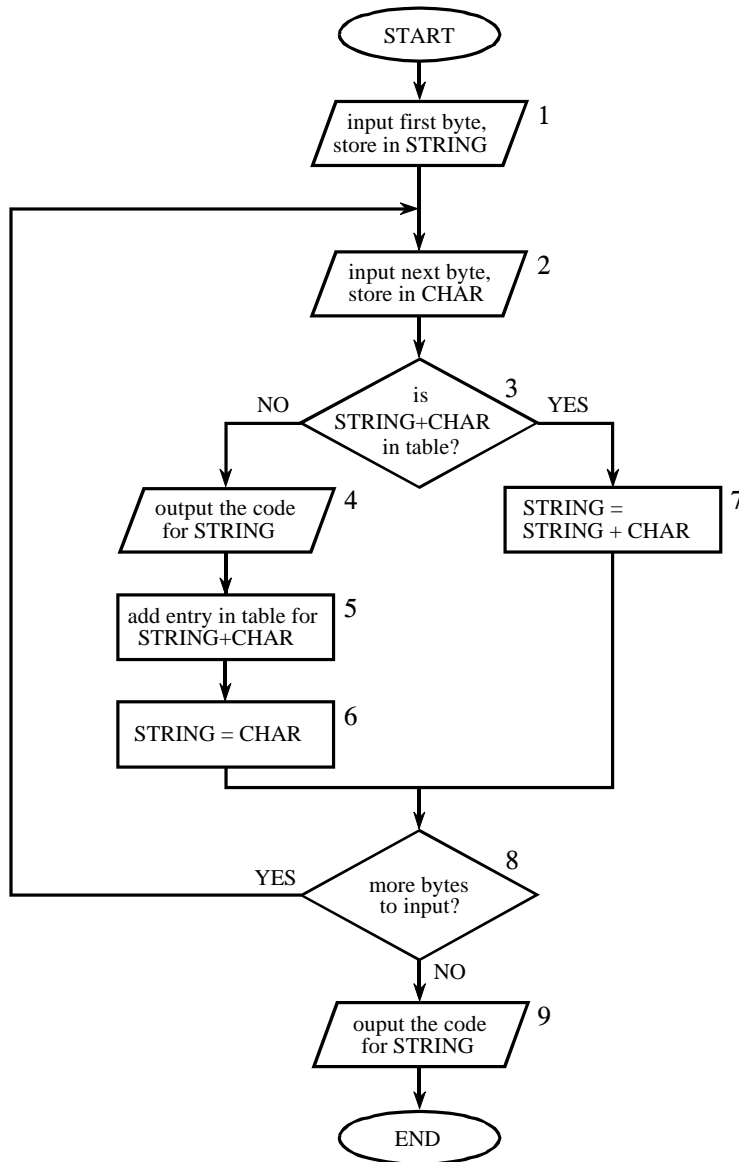 START
1
input first byte,
store in STRING
2
input next byte,
store in CHAR
3
is
STRING+CHAR
in table?
NO
YES
4
output the code
for STRING
7
STRING =
STRING + CHAR
5
add entry in table for
STRING+CHAR
6
STRING = CHAR
8
more bytes
to input?
YES
NO
9
ouput the code
for STRING
END